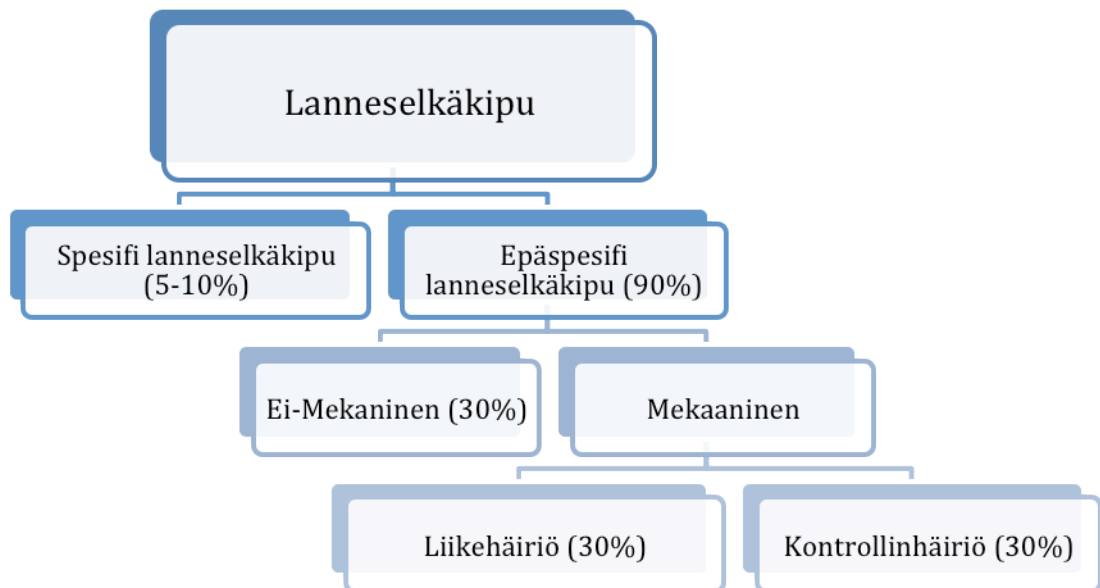 Lanneselkäkipu
Spesifi lanneselkäkipu
(5-10%)
Epäspesifi
lanneselkäkipu (90%)
Ei-Mekaninen (30%)
Mekaaninen
Liikehäiriö (30%)
Kontrollinhäiriö (30%)